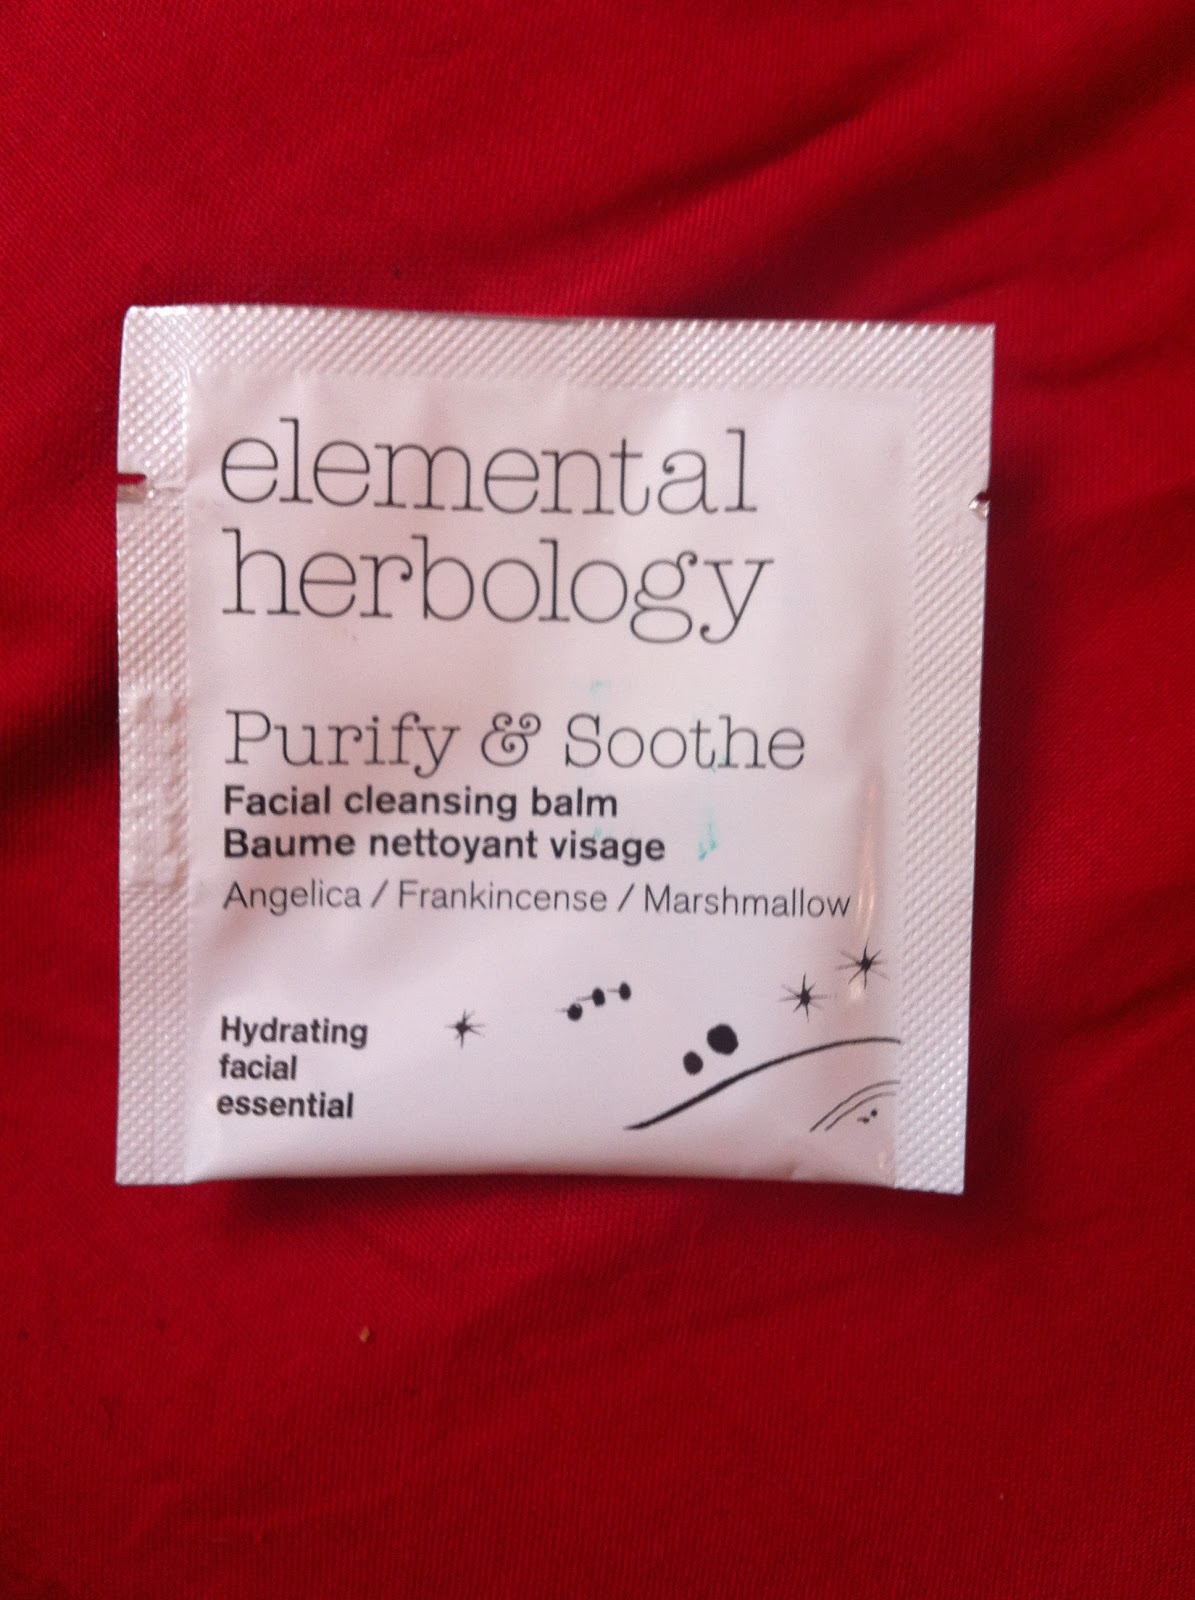 elemental
herbology
Purify & Soothe
Facial cleansing balm
Baume nettoyant visage
Angelica / Frankincense / Marshmallow
Hydrating
facial
essential